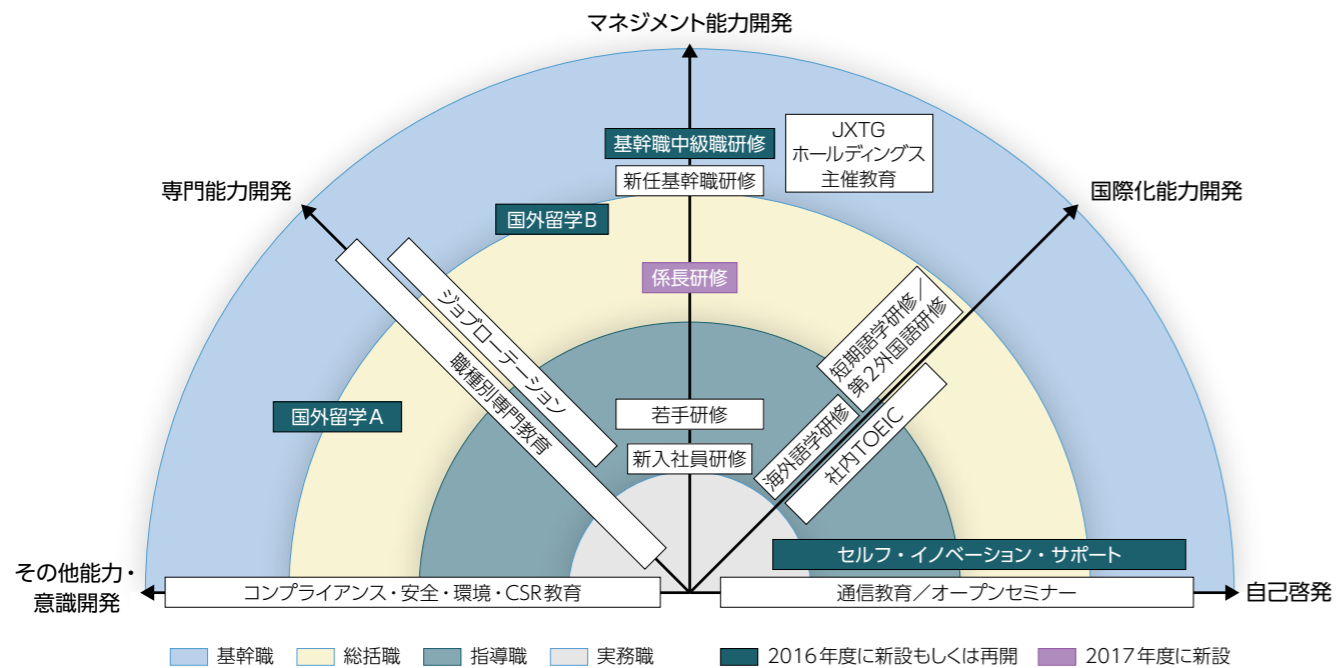 マネジメント能力開発
専門能力開発
国際化能力開発
その他能力・
意識開発
自己啓発
基幹職中級職研修
新任基幹職研修
JXTG
ホールディングス
主催教育
国外留学B
係長研修
国外留学A
ジョブローテーション
職種別専門教育
若手研修
新入社員研修
短期語学研修／
第2外国語研修
海外語学研修
社内TOEIC
セルフ・イノベーション・サポート
コンプライアンス・安全・環境・CSR教育
通信教育／オープンセミナー
基幹職
総括職
指導職
実務職
2016年度に新設もしくは再開
2017年度に新設